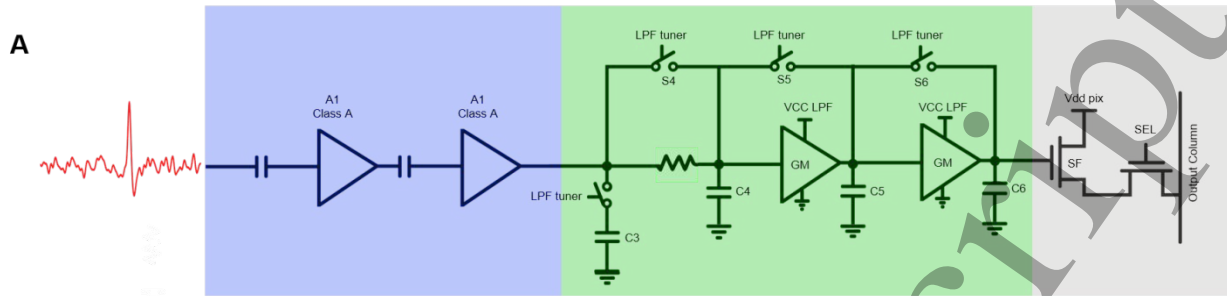 A
LPF tuner
S4
LPF tuner
S5
LPF tuner
S6
A1
Class A
A1
Class A
VCC LPF
VCC LPF
Vdd pix
SEL
GM
GM
SF
LPF tuner
C3
C4
C5
C6
Output Column